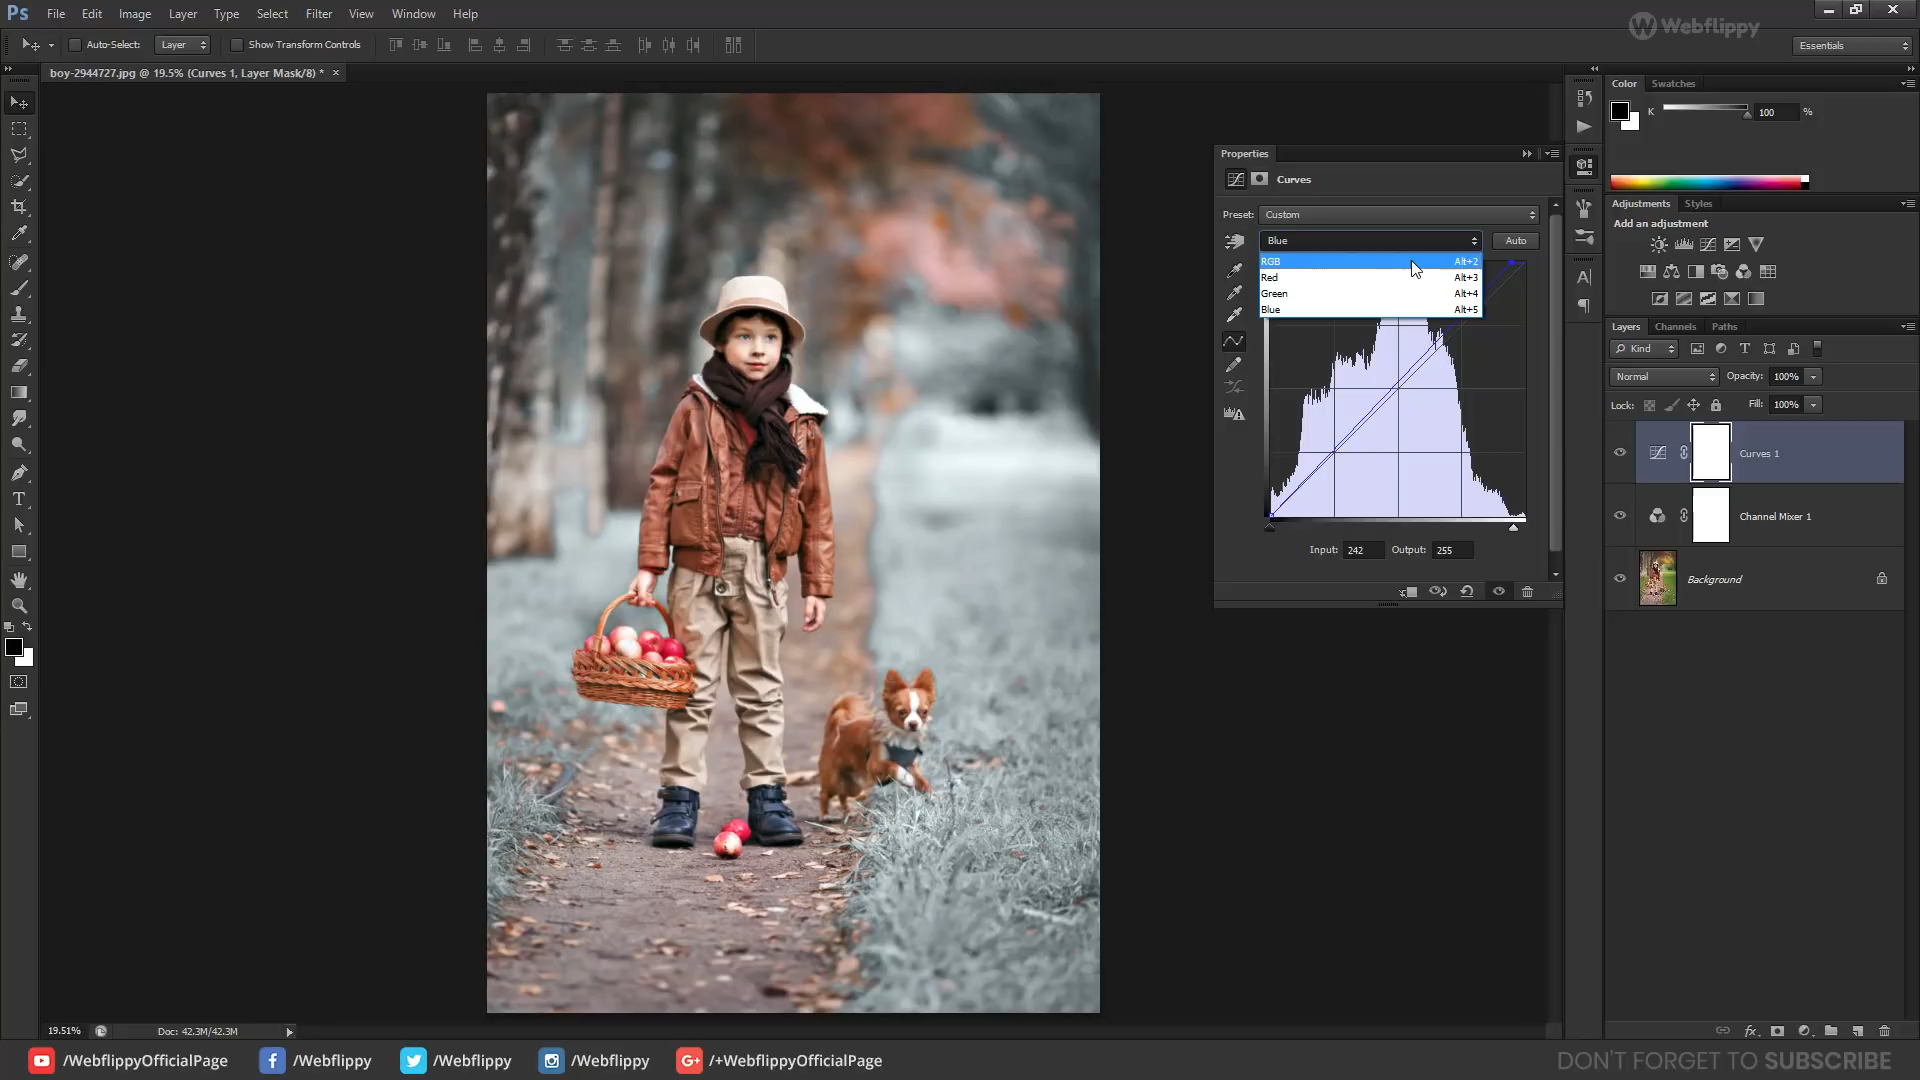 Ps File Edit Image Layer Type Select Filter View Window Help
Webflippy
Auto-Select: Layer Show Transform Controls
Essentials
boy-2944727.jpg @ 19.5% (Curves 1, Layer Mask/8) * ×
Color Swatches
K 100 %
Properties
Curves
Preset: Custom
Blue Auto
RGB Alt+2
Red Alt+3
Green Alt+4
Blue Alt+5
Input: 242 Output: 255
Adjustments Styles
Add an adjustment
Layers Channels Paths
Kind
Normal Opacity: 100%
Lock: Fill: 100%
Curves 1
Channel Mixer 1
Background
19.51% Doc: 42.3M/42.3M
/WebflippyOfficialPage /Webflippy /Webflippy /Webflippy /+WebflippyOfficialPage
DON'T FORGET TO SUBSCRIBE